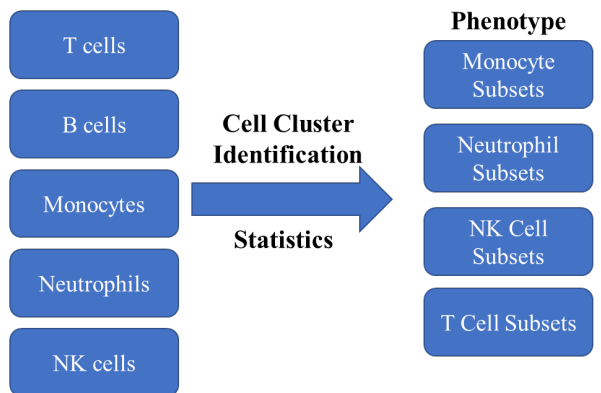 T cells
B cells
Monocytes
Neutrophils
NK cells
Cell Cluster
Identification
Statistics
Phenotype
Monocyte
Subsets
Neutrophil
Subsets
NK Cell
Subsets
T Cell Subsets